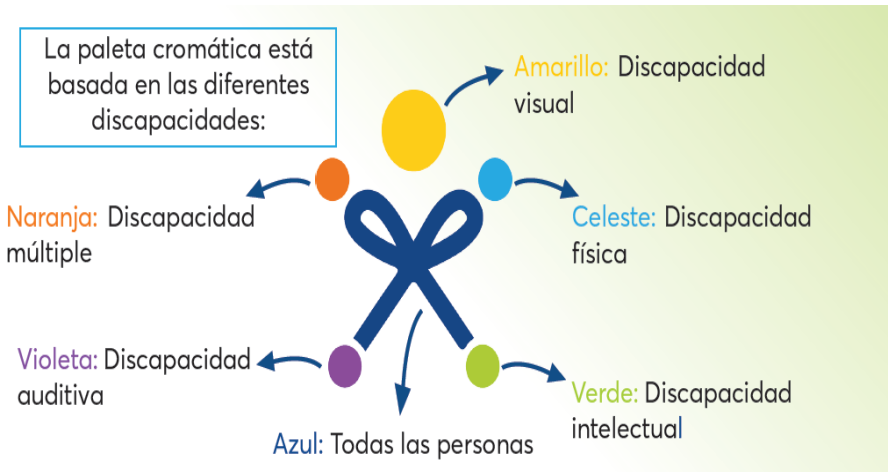 La paleta cromática está
basada en las diferentes
discapacidades:
Amarillo: Discapacidad
visual
Naranja: Discapacidad
múltiple
Celeste: Discapacidad
física
Violeta: Discapacidad
auditiva
Verde: Discapacidad
intelectual
Azul: Todas las personas